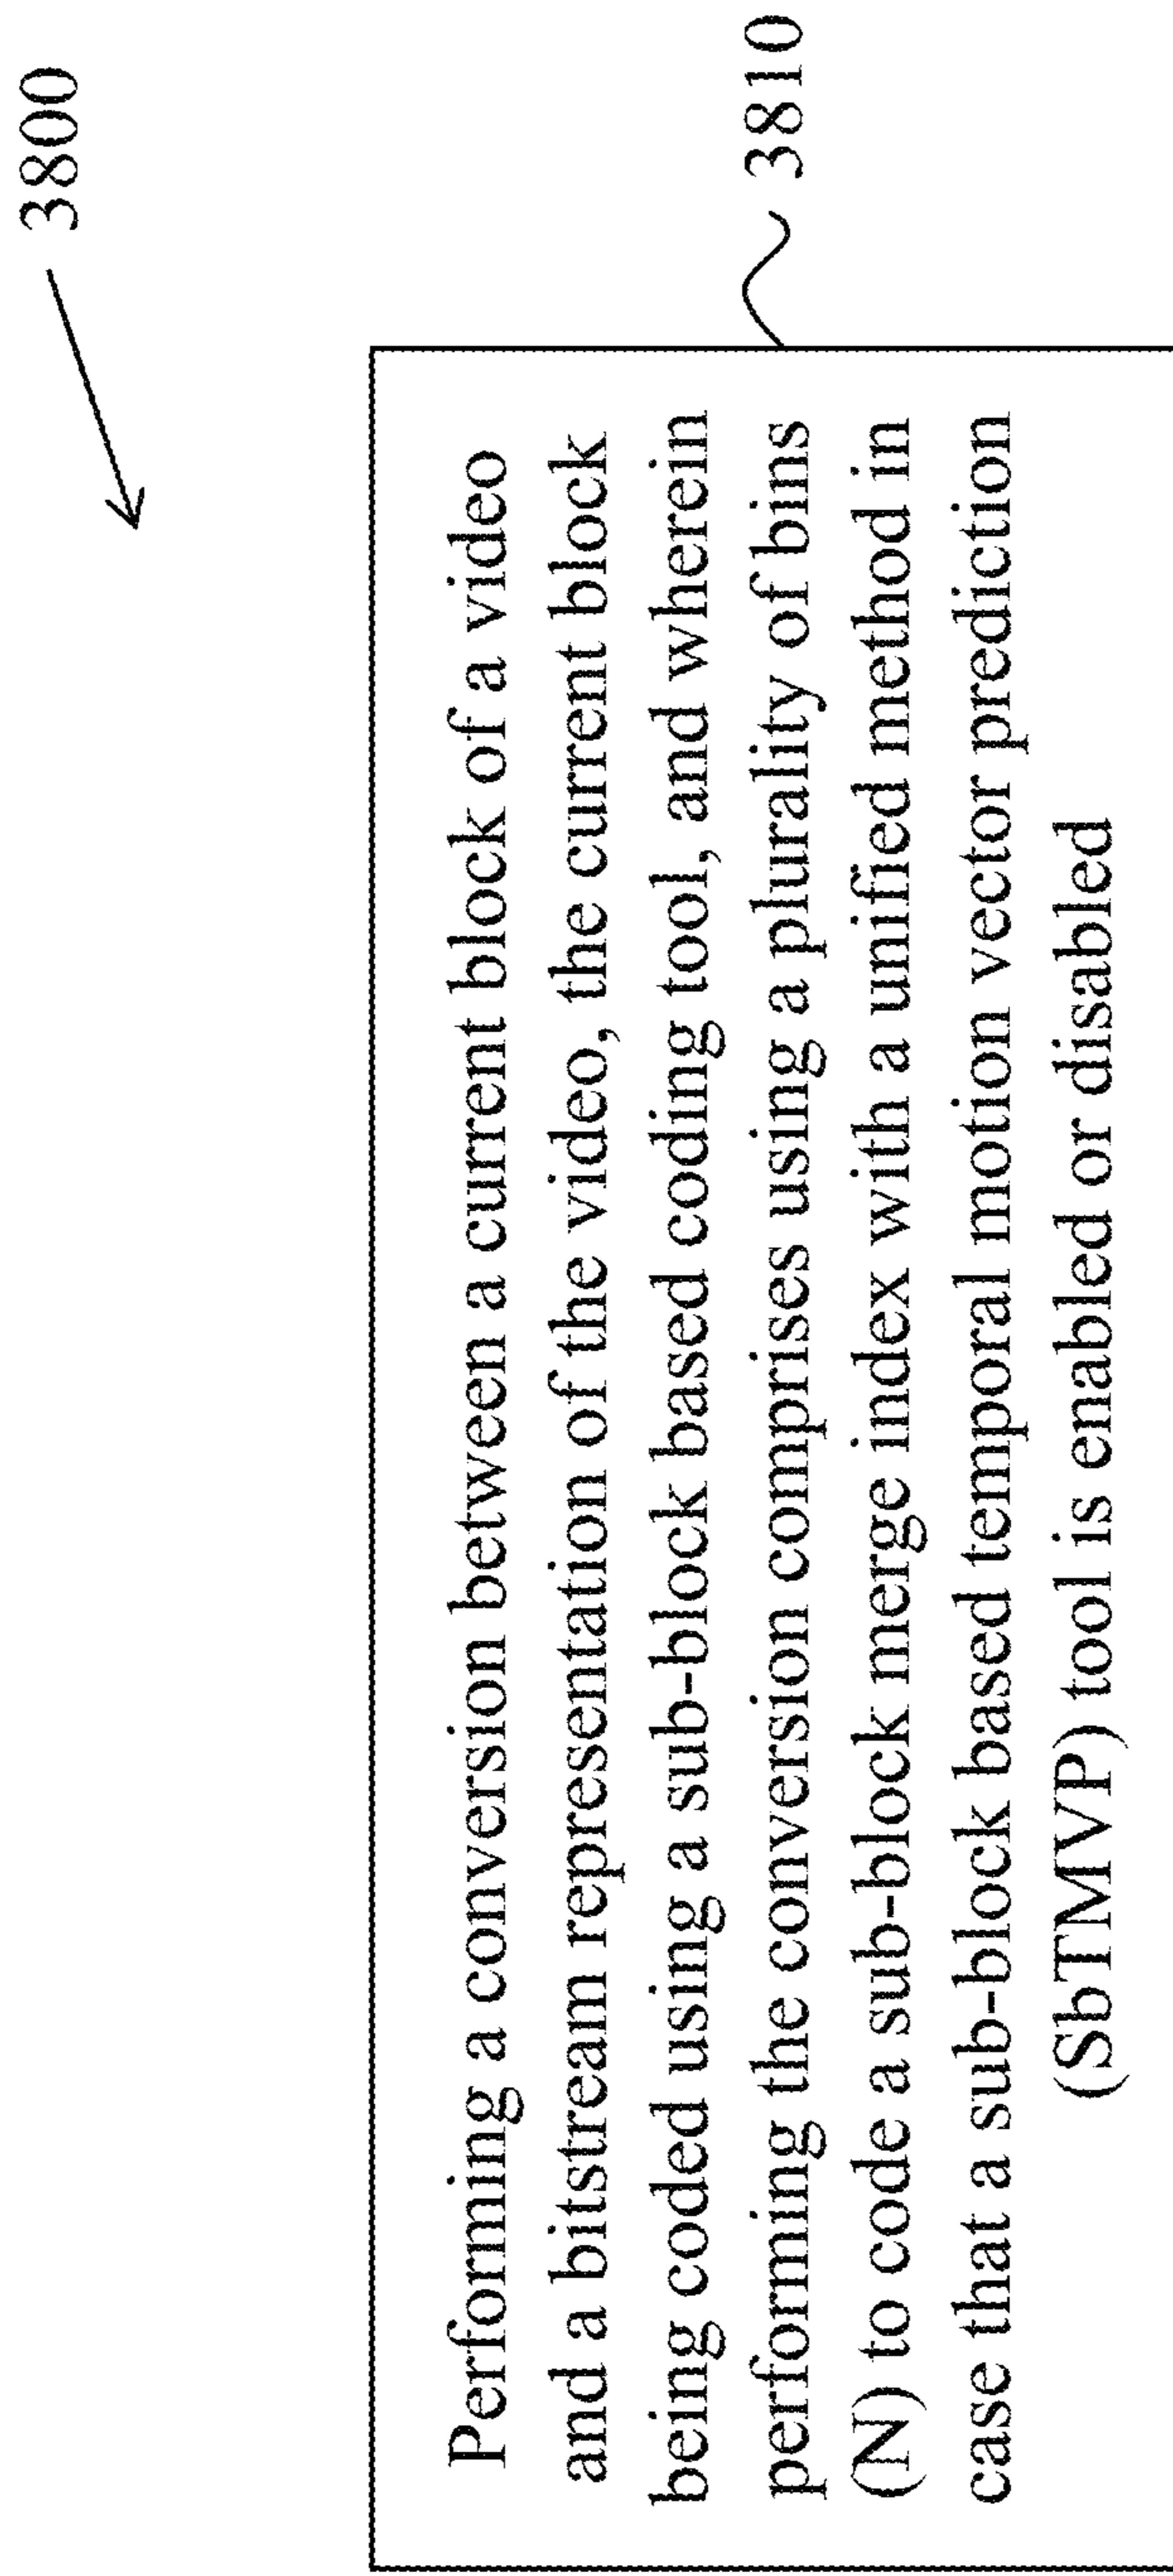 3800
Performing a conversion between a current block of a video
and a bitstream representation of the video, the current block
being coded using a sub-block based coding tool, and wherein
performing the conversion comprises using a plurality of bins
(N) to code a sub-block merge index with a unified method in
case that a sub-block based temporal motion vector prediction
(SbTMVP) tool is enabled or disabled
3810